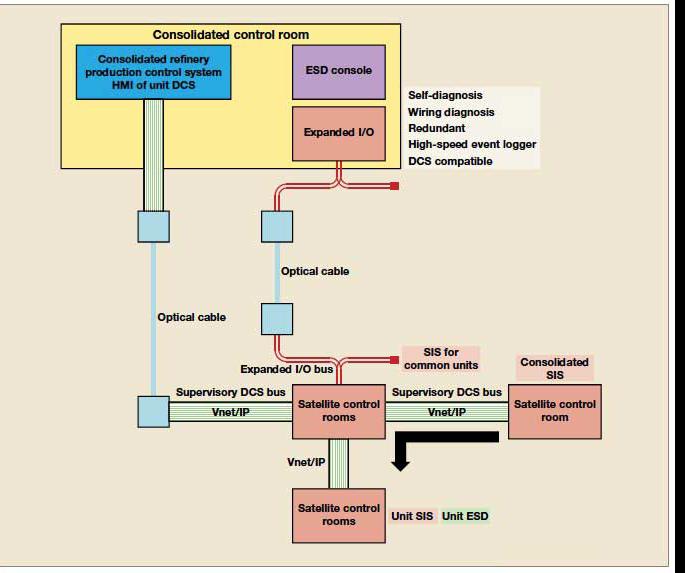 Consolidated control room
Consolidated refinery
production control system
HMI of unit DCS
ESD console
Expanded I/O
Self-diagnosis
Wiring diagnosis
Redundant
High-speed event logger
DCS compatible
Optical cable
Optical cable
SIS for
common units
Expanded I/O bus
Consolidated
SIS
Supervisory DCS bus
Vnet/IP
Satellite control
rooms
Supervisory DCS bus
Vnet/IP
Satellite control
room
Vnet/IP
Satellite control
rooms
Unit SIS
Unit ESD